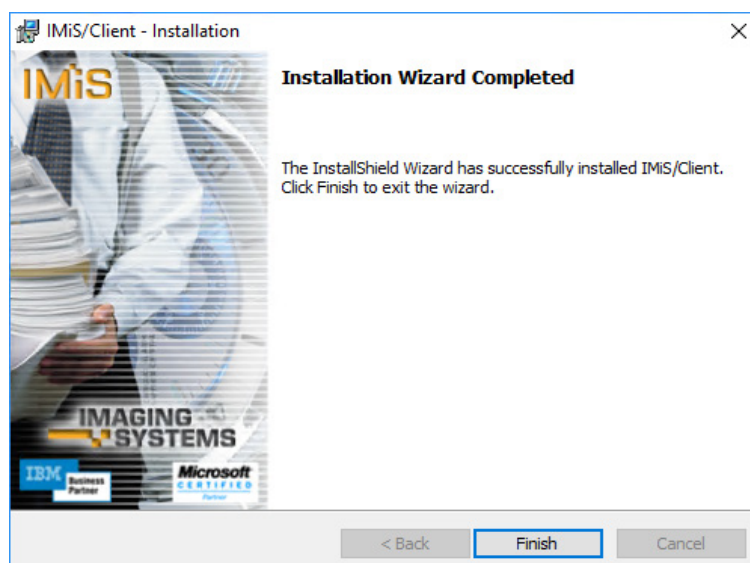 IMiS/Client - Installation
IMiS
Installation Wizard Completed
The InstallShield Wizard has successfully installed IMiS/Client.
Click Finish to exit the wizard.
IMAGING
SYSTEMS
IBM
Business
Partner
Microsoft
CERTIFIED
Partner
< Back
Finish
Cancel